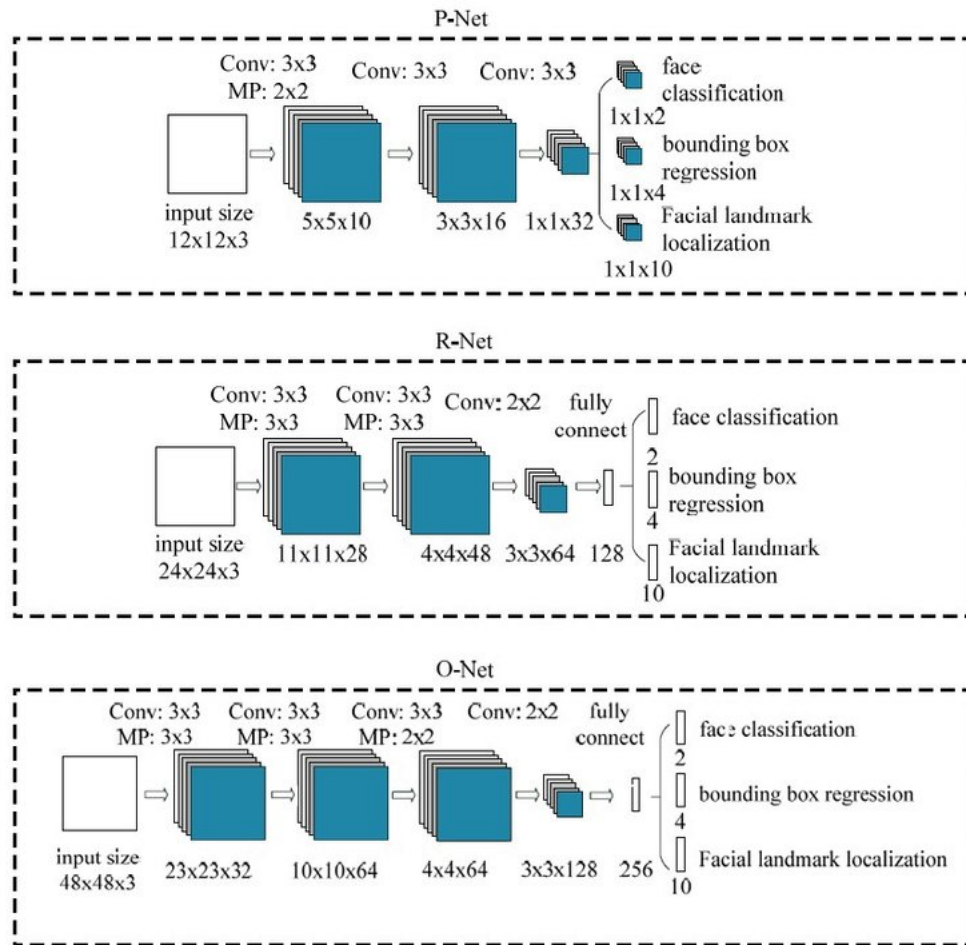 P-Net
Conv: 3x3 Conv: 3x3 Conv: 3x3
MP: 2x2
face
classification
1x1x2
bounding box
regression
1x1x4
Facial landmark
localization
1x1x10
input size
12x12x3
5x5x10 3x3x16 1x1x32
R-Net
Conv: 3x3 Conv: 3x3 Conv: 2x2 fully
MP: 3x3 MP: 3x3 connect
face classification
2
bounding box
regression
4
Facial landmark
localization
10
input size
24x24x3
11x11x28 4x4x48 3x3x64 128
O-Net
Conv: 3x3 Conv: 3x3 Conv: 3x3 Conv: 2x2 fully
MP: 3x3 MP: 3x3 MP: 2x2 connect
face classification
2
bounding box regression
4
Facial landmark localization
10
input size
48x48x3
23x23x32 10x10x64 4x4x64 3x3x128 256